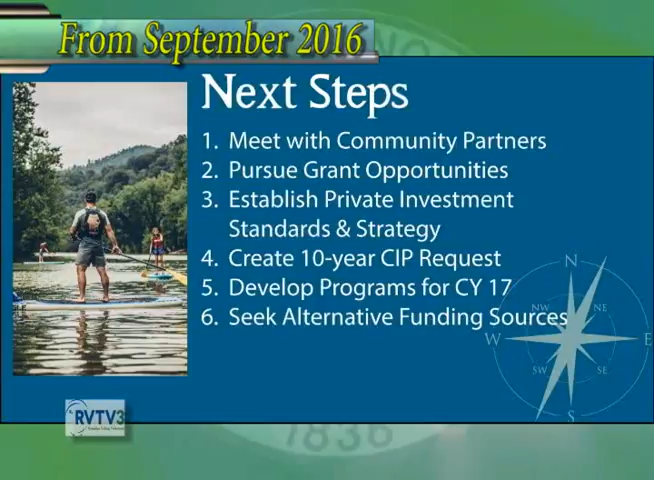 From September 2016
Next Steps
1. Meet with Community Partners
2. Pursue Grant Opportunities
3. Establish Private Investment
Standards & Strategy
4. Create 10-year CIP Request
5. Develop Programs for CY 17
6. Seek Alternative Funding Sources
N
NW
NE
W
E
SW
SE
S
RVTV3
1838